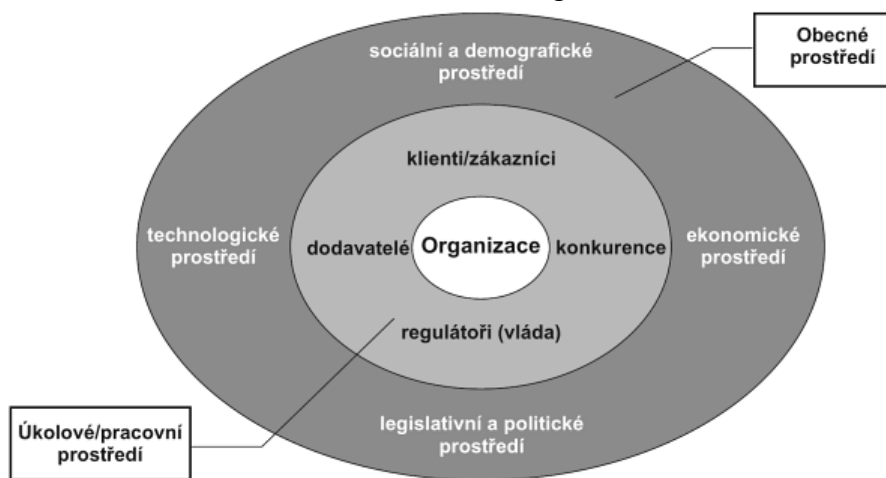 sociální a demografické
prostředí
Obecné
prostředí
klienti/zákazníci
technologické
prostředí
dodavatelé
Organizace
konkurence
ekonomické
prostředí
regulátoři (vláda)
Úkolové/pracovní
prostředí
legislativní a politické
prostředí